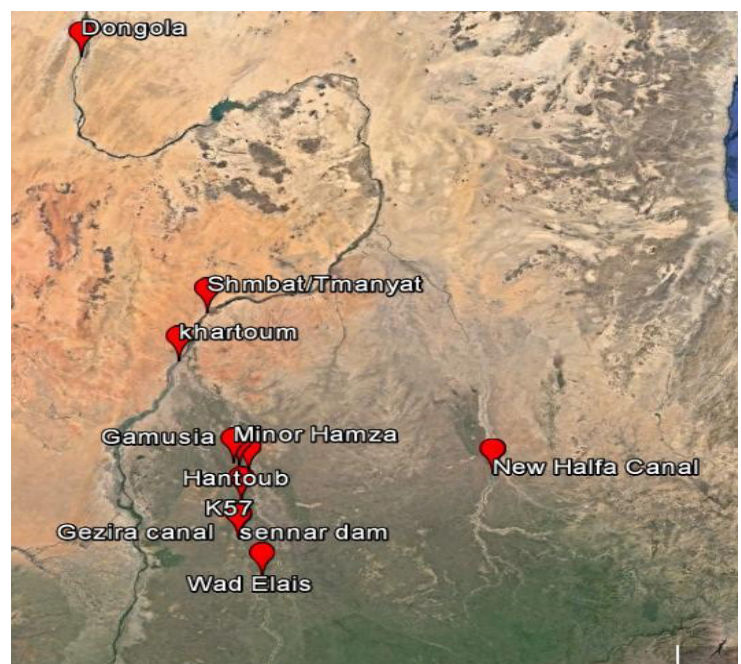 Dongola
Shmbat/Tmanyat
khartoum
Gamusia
Minor Hamza
New Halfa Canal
Hantoub
K57
Gezira canal
sennar dam
Wad Elais